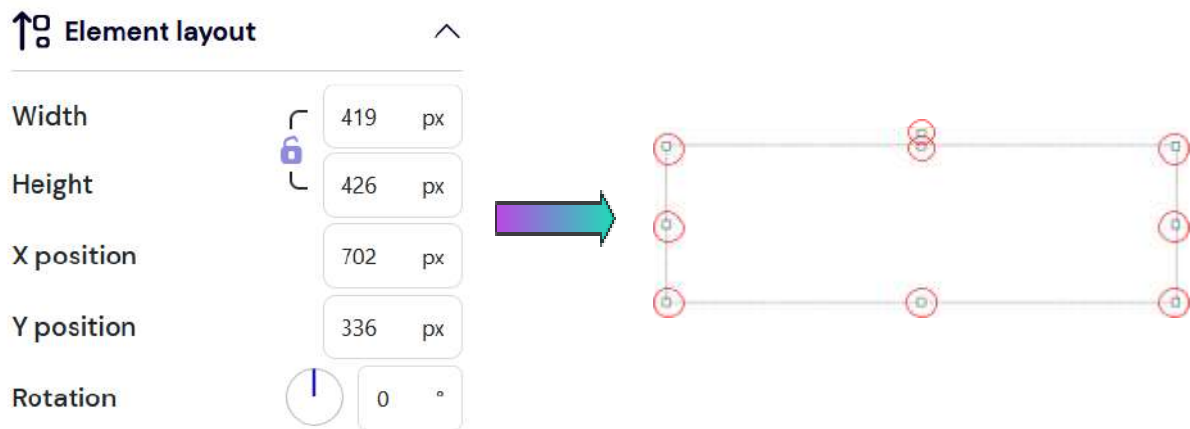 Element layout
Width 419 px
Height 426 px
X position 702 px
Y position 336 px
Rotation 0 °